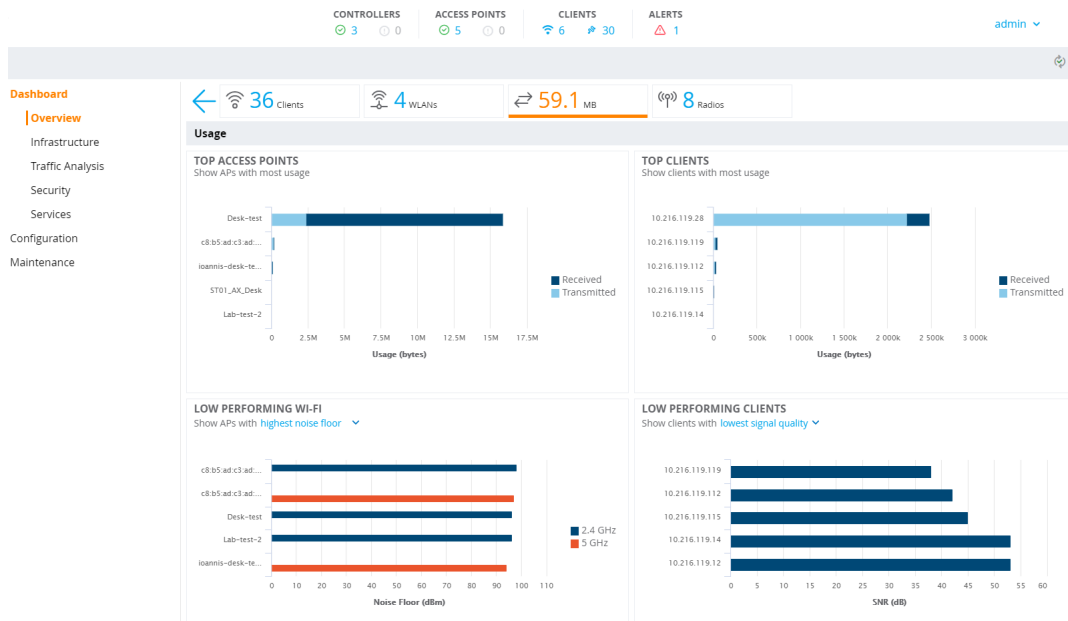 CONTROLLERS ACCESS POINTS CLIENTS ALERTS
3 0 5 0 6 30 1
admin
Dashboard
Overview
Infrastructure
Traffic Analysis
Security
Services
Configuration
Maintenance
36 Clients 4 WLANs 59.1 MB 8 Radios
Usage
TOP ACCESS POINTS
Show APs with most usage
Desk-test
c8:b5:ad:c3:ad:...
ioannis-desk-te...
ST01_AX_Desk
Lab-test-2
0 2.5M 5M 7.5M 10M 12.5M 15M 17.5M
Usage (bytes)
Received
Transmitted
TOP CLIENTS
Show clients with most usage
10.216.119.28
10.216.119.119
10.216.119.112
10.216.119.115
10.216.119.14
0 500k 1 000k 1 500k 2 000k 2 500k 3 000k
Usage (bytes)
Received
Transmitted
LOW PERFORMING WI-FI
Show APs with highest noise floor
c8:b5:ad:c3:ad:...
c8:b5:ad:c3:ad:...
Desk-test
Lab-test-2
ioannis-desk-te...
0 10 20 30 40 50 60 70 80 90 100 110
Noise Floor (dBm)
2.4 GHz
5 GHz
LOW PERFORMING CLIENTS
Show clients with lowest signal quality
10.216.119.119
10.216.119.112
10.216.119.115
10.216.119.14
10.216.119.12
0 5 10 15 20 25 30 35 40 45 50 55 60
SNR (dB)